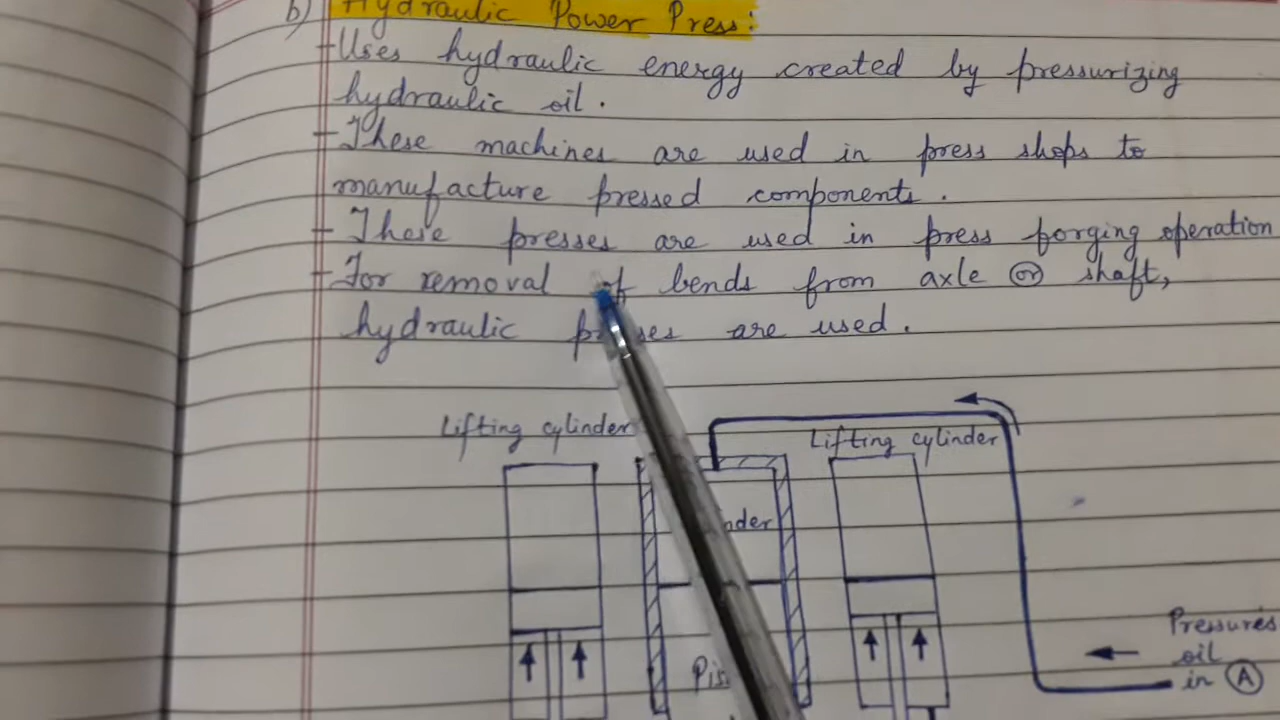 b) Hydraulic Power Press:
- Uses hydraulic energy created by pressurizing
hydraulic oil.
- These machines are used in press shops to
manufacture pressed components.
- These presses are used in press forging operation
- For removal of bends from axle or shaft,
hydraulic presses are used.
Lifting cylinder
Lifting cylinder
Pressures
oil
in A